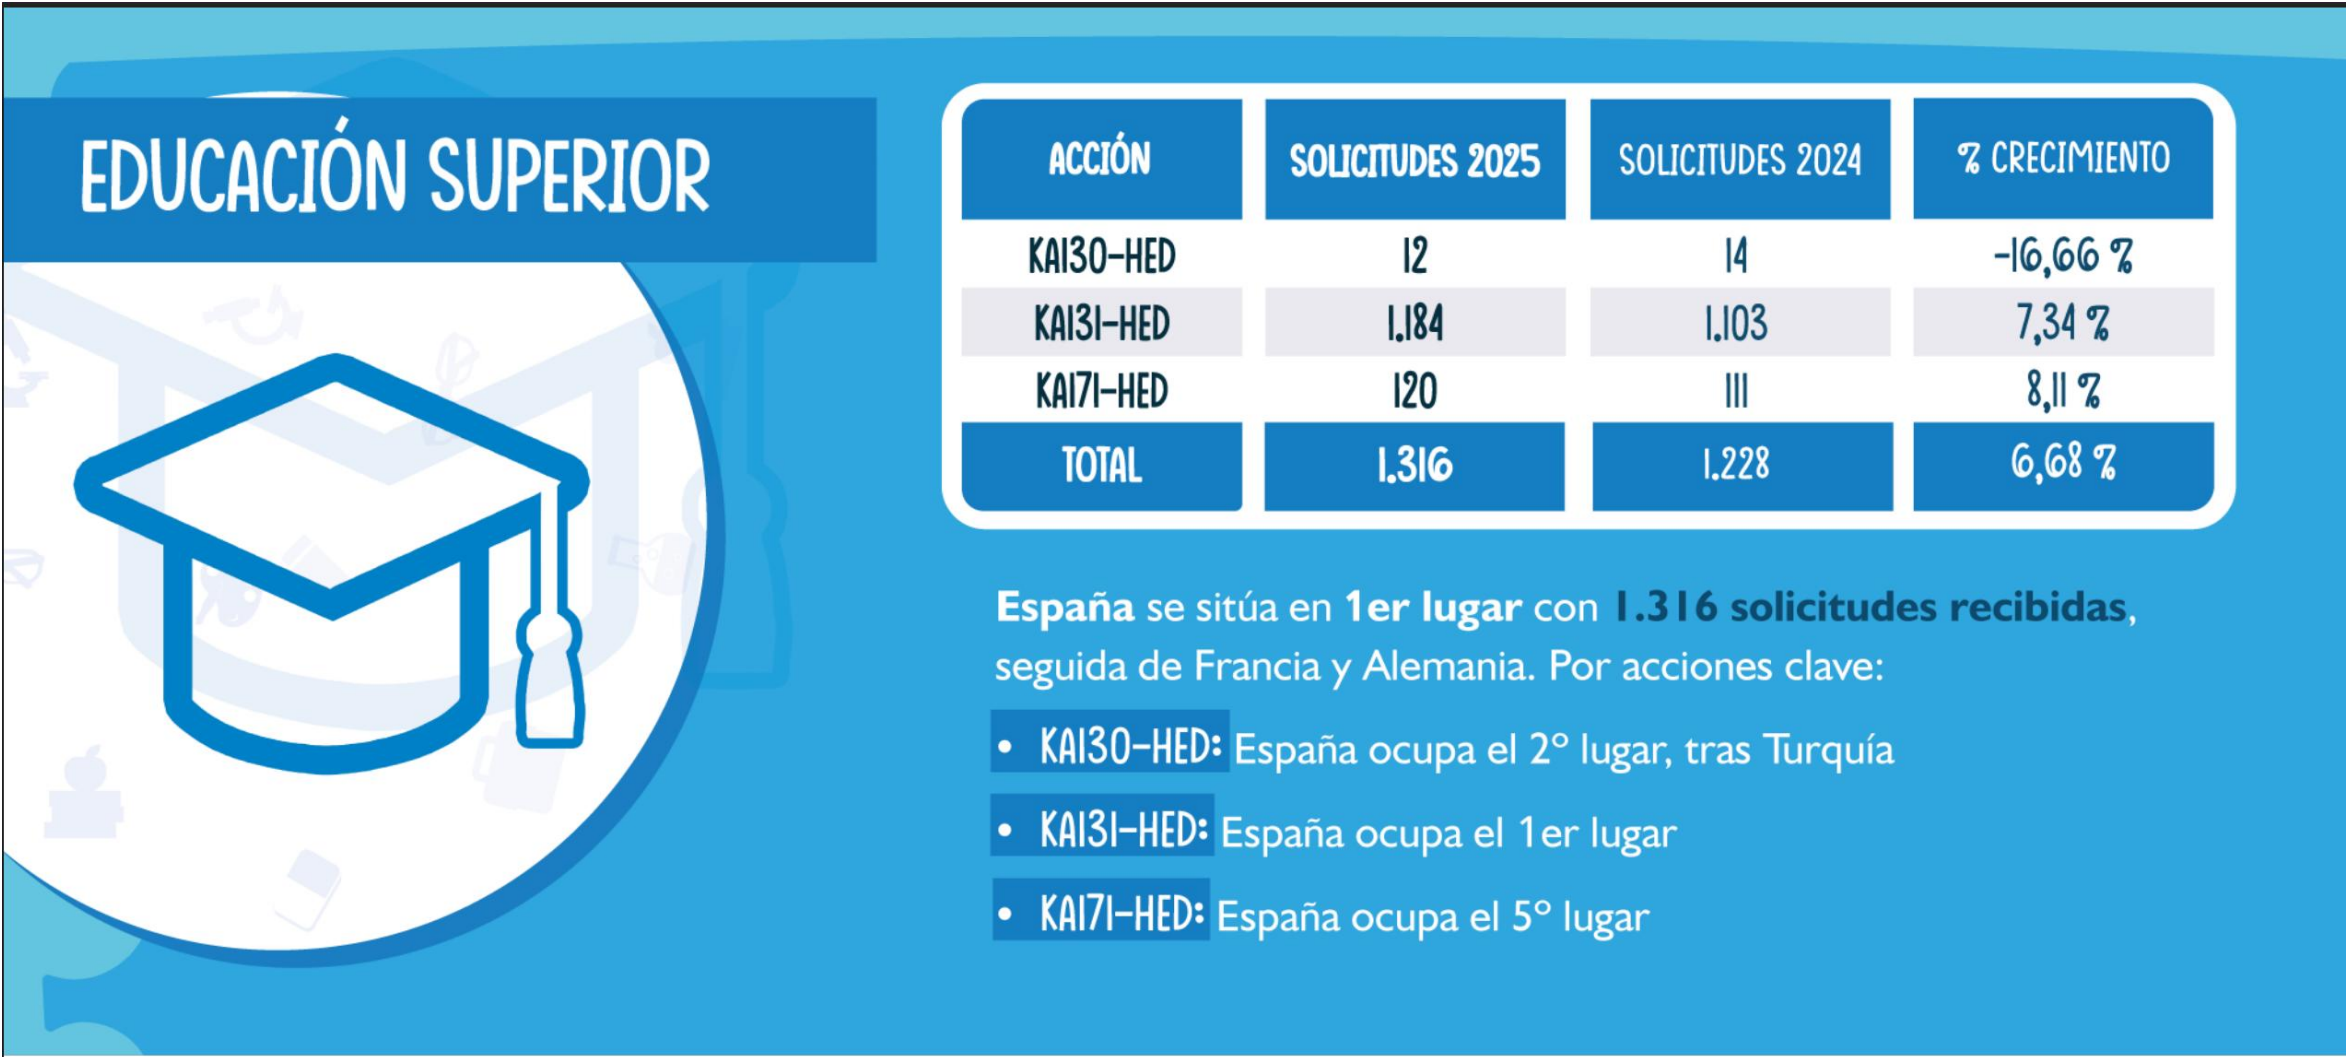 EDUCACIÓN SUPERIOR
ACCIÓN SOLICITUDES 2025 SOLICITUDES 2024 % CRECIMIENTO
KA130-HED 12 14 -16,66 %
KA131-HED 1.184 1.103 7,34 %
KA171-HED 120 111 8,11 %
TOTAL 1.316 1.228 6,68 %
España se sitúa en 1er lugar con 1.316 solicitudes recibidas,
seguida de Francia y Alemania. Por acciones clave:
• KA130-HED: España ocupa el 2º lugar, tras Turquía
• KA131-HED: España ocupa el 1er lugar
• KA171-HED: España ocupa el 5º lugar